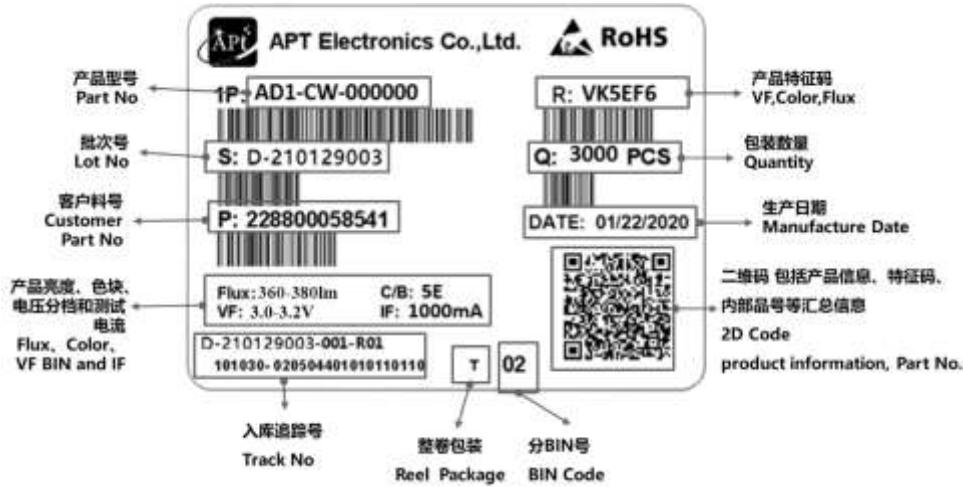 APT
APT Electronics Co.,Ltd.
RoHS
产品型号
Part No
1P: AD1-CW-000000
R: VK5EF6
产品特征码
VF,Color,Flux
批次号
Lot No
S: D-210129003
Q: 3000 PCS
包装数量
Quantity
客户料号
Customer
Part No
P: 228800058541
DATE: 01/22/2020
生产日期
Manufacture Date
产品亮度、色块、
电压分档和测试
电流
Flux、Color、
VF BIN and IF
Flux:360-380lm C/B: 5E
VF: 3.0-3.2V IF: 1000mA
D-210129003-001-R01
101030-020504401010110110
T
02
二维码 包括产品信息、特征码、
内部品号等汇总信息
2D Code
product information, Part No.
入库追踪号
Track No
整卷包装
Reel Package
分BIN号
BIN Code